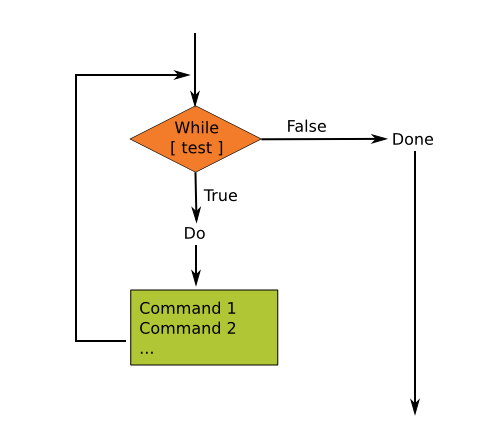 While
[ test ]
False
Done
True
Do
Command 1
Command 2
...